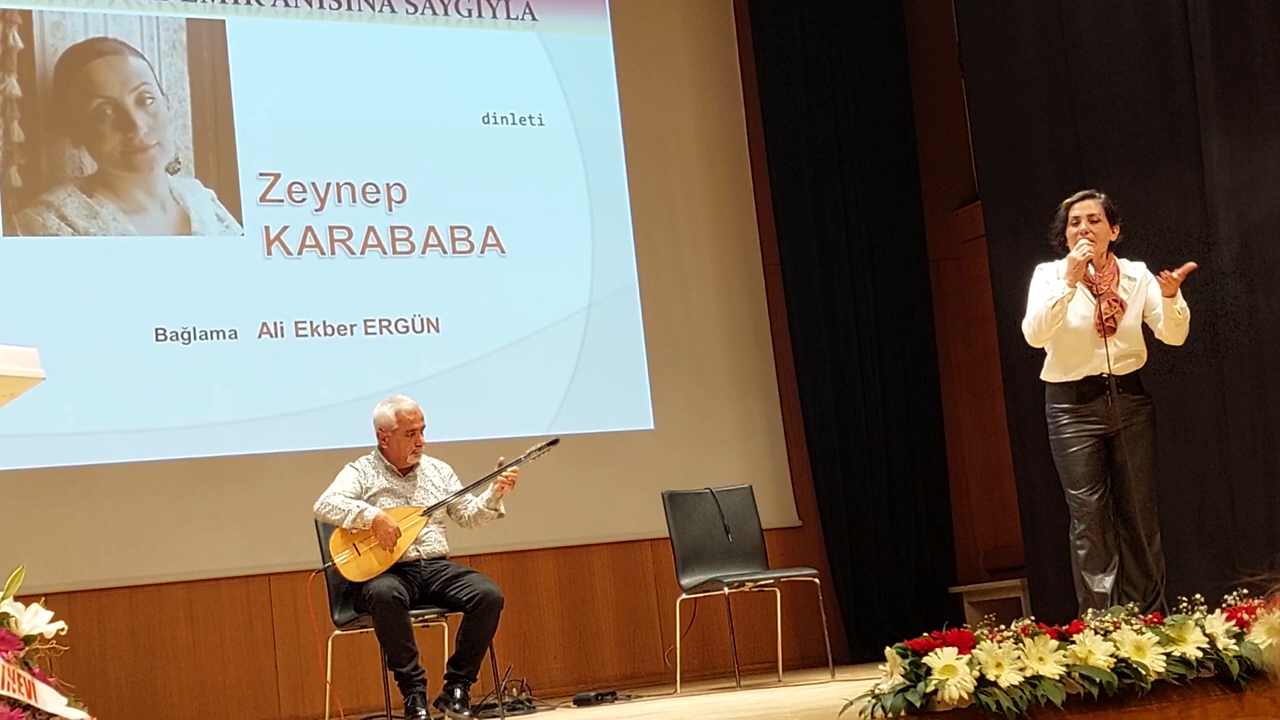 ANISINA SAYGIYLA
dinleti
Zeynep
KARABABA
Bağlama Ali Ekber ERGÜN